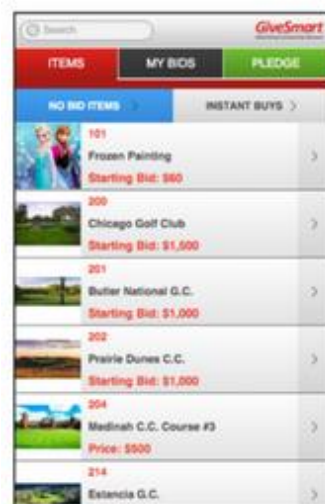 Search
GiveSmart
ITEMS
MY BIDS
PLEDGE
NO BID ITEMS >
INSTANT BUYS >
101
Frozen Painting
Starting Bid: $60
200
Chicago Golf Club
Starting Bid: $1,500
201
Butler National G.C.
Starting Bid: $1,000
202
Prairie Dunes C.C.
Starting Bid: $1,000
204
Medinah C.C. Course #3
Price: $500
214
Estancia G.C.